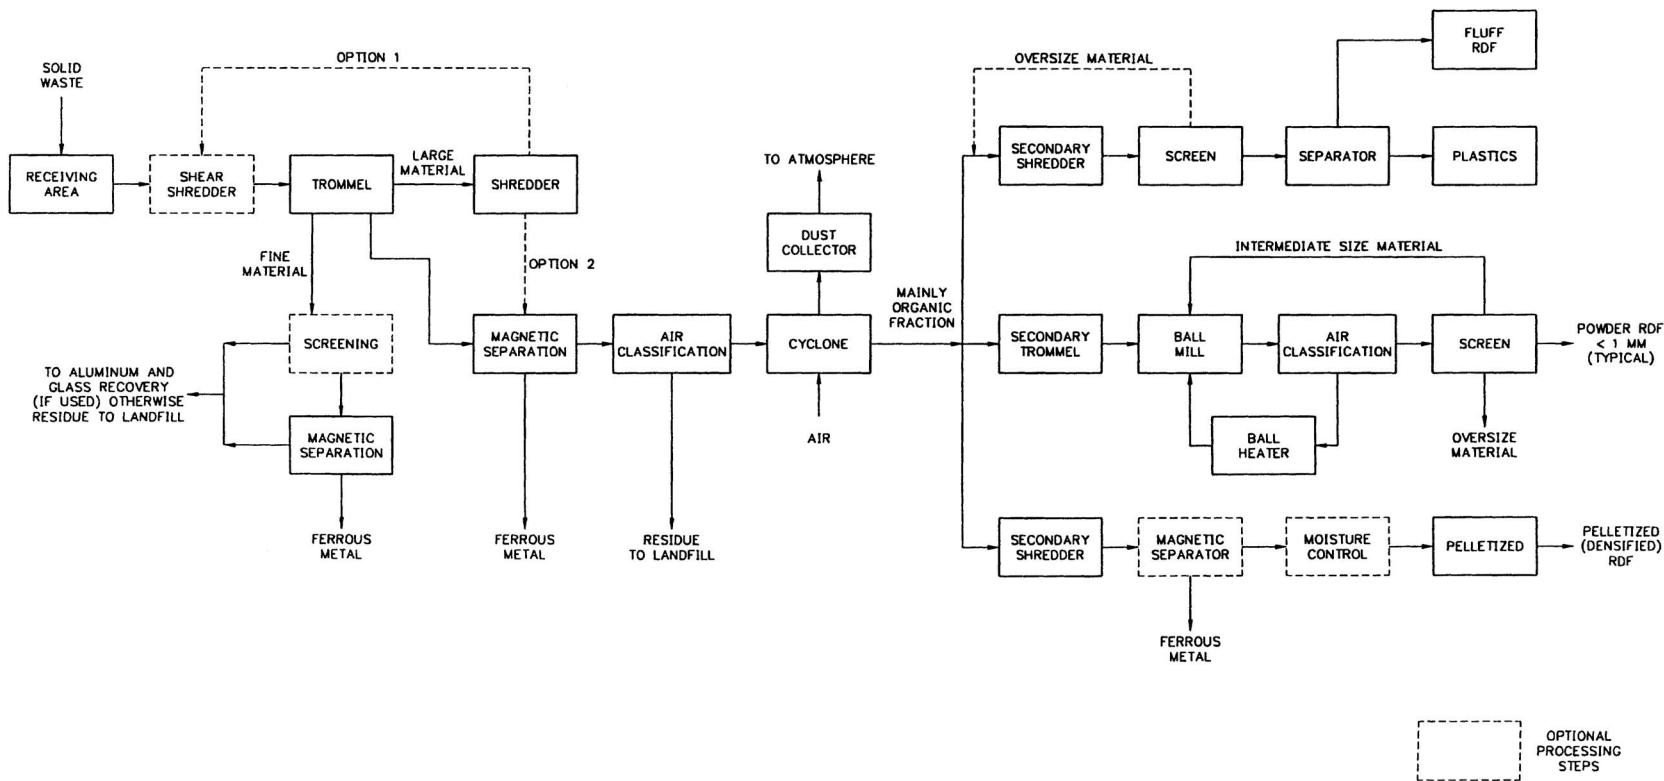 FLUFF
RDF
OPTION 1
OVERSIZE MATERIAL
SOLID
WASTE
RECEIVING
AREA
SHEAR
SHREDDER
TROMMEL
LARGE
MATERIAL
SHREDDER
TO ATMOSPHERE
SECONDARY
SHREDDER
SCREEN
SEPARATOR
PLASTICS
DUST
COLLECTOR
FINE
MATERIAL
OPTION 2
INTERMEDIATE SIZE MATERIAL
MAINLY
ORGANIC
FRACTION
SCREENING
MAGNETIC
SEPARATION
AIR
CLASSIFICATION
CYCLONE
SECONDARY
TROMMEL
BALL
MILL
AIR
CLASSIFICATION
SCREEN
POWDER RDF
< 1 MM
(TYPICAL)
TO ALUMINUM AND
GLASS RECOVERY
(IF USED) OTHERWISE
RESIDUE TO LANDFILL
MAGNETIC
SEPARATION
AIR
BALL
HEATER
OVERSIZE
MATERIAL
FERROUS
METAL
FERROUS
METAL
RESIDUE
TO LANDFILL
SECONDARY
SHREDDER
MAGNETIC
SEPARATOR
MOISTURE
CONTROL
PELLETIZED
PELLETIZED
(DENSIFIED)
RDF
FERROUS
METAL
OPTIONAL
PROCESSING
STEPS